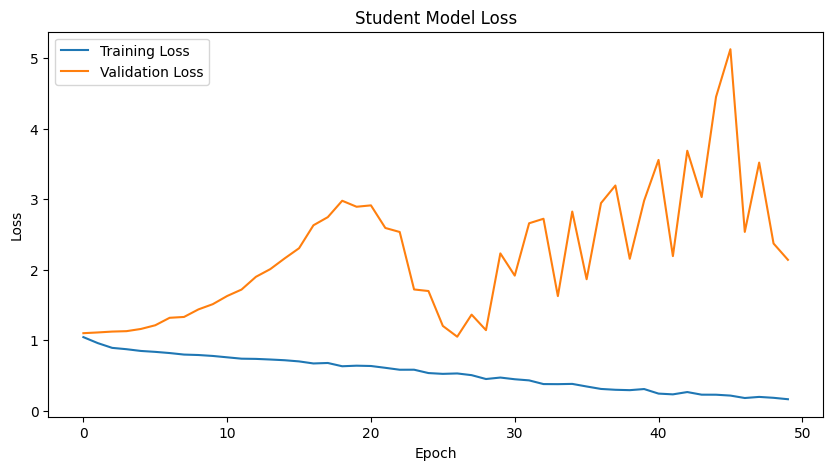 Student Model Loss
Training Loss
Validation Loss
Loss
5
4
3
2
1
0
0 10 20 30 40 50
Epoch